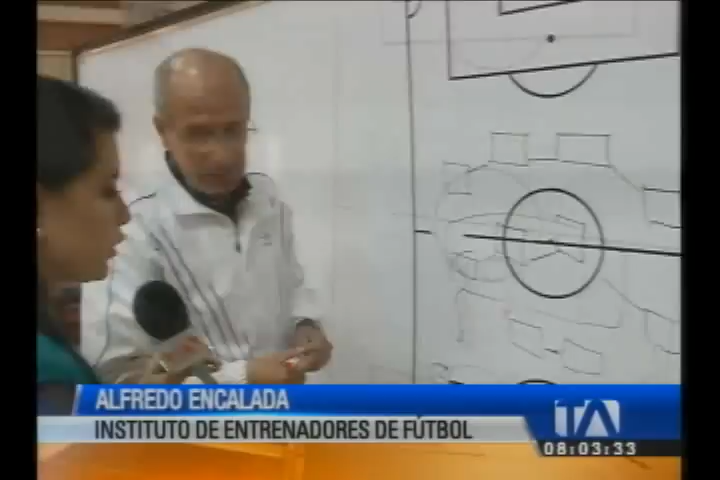 ALFREDO ENCALADA
INSTITUTO DE ENTRENADORES DE FÚTBOL
TA
08:03:33